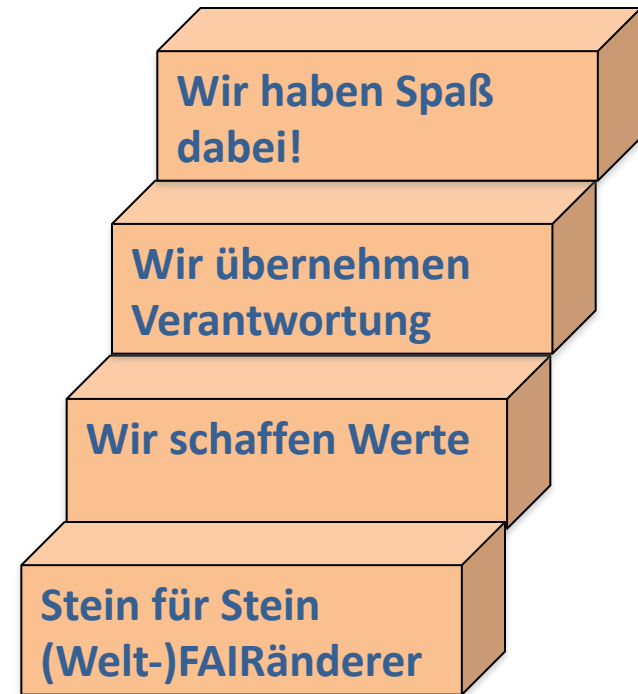 Wir haben Spaß
dabei!
Wir übernehmen
Verantwortung
Wir schaffen Werte
Stein für Stein
(Welt-)FAIRänderer